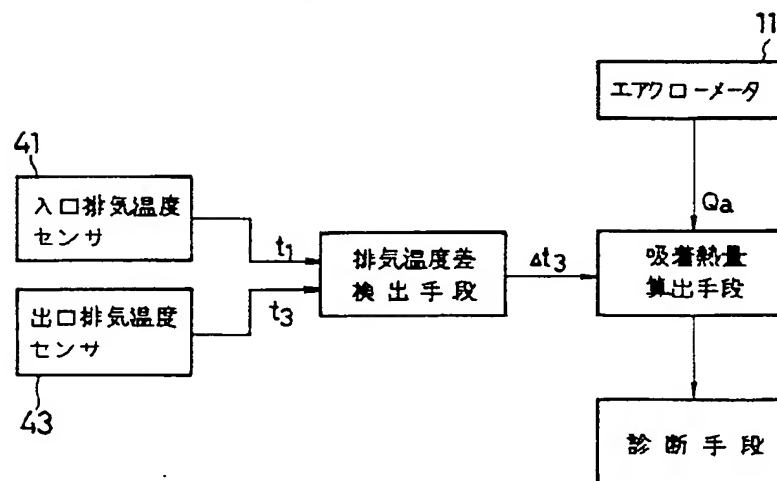 11
エアクローメータ
41
入口排気温度
センサ
t1
Qa
排気温度差
検出手段
Δt3
吸着熱量
算出手段
出口排気温度
センサ
t3
43
診断手段